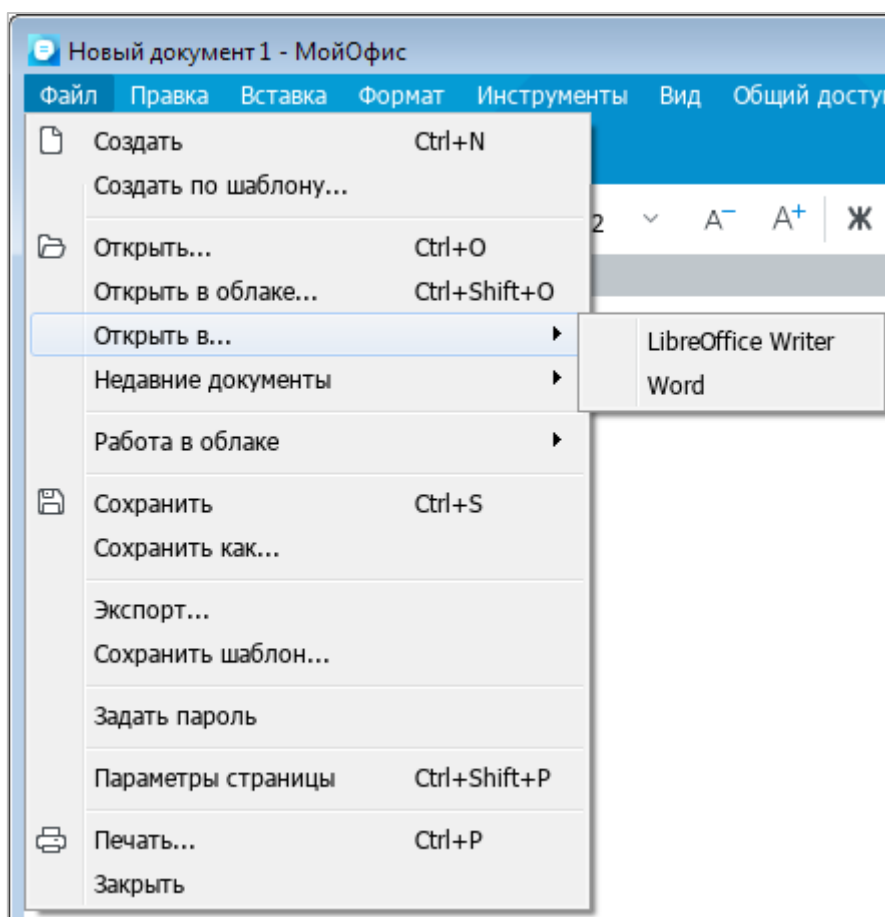 Новый документ 1 - МойОфис
Файл Правка Вставка Формат Инструменты Вид Общий
Создать Ctrl+N
Создать по шаблону...
2 A− A+ Ж
Открыть... Ctrl+O
Открыть в облаке... Ctrl+Shift+O
Открыть в...
LibreOffice Writer
Недавние документы
Word
Работа в облаке
Сохранить Ctrl+S
Сохранить как...
Экспорт...
Сохранить шаблон...
Задать пароль
Параметры страницы Ctrl+Shift+P
Печать... Ctrl+P
Закрыть